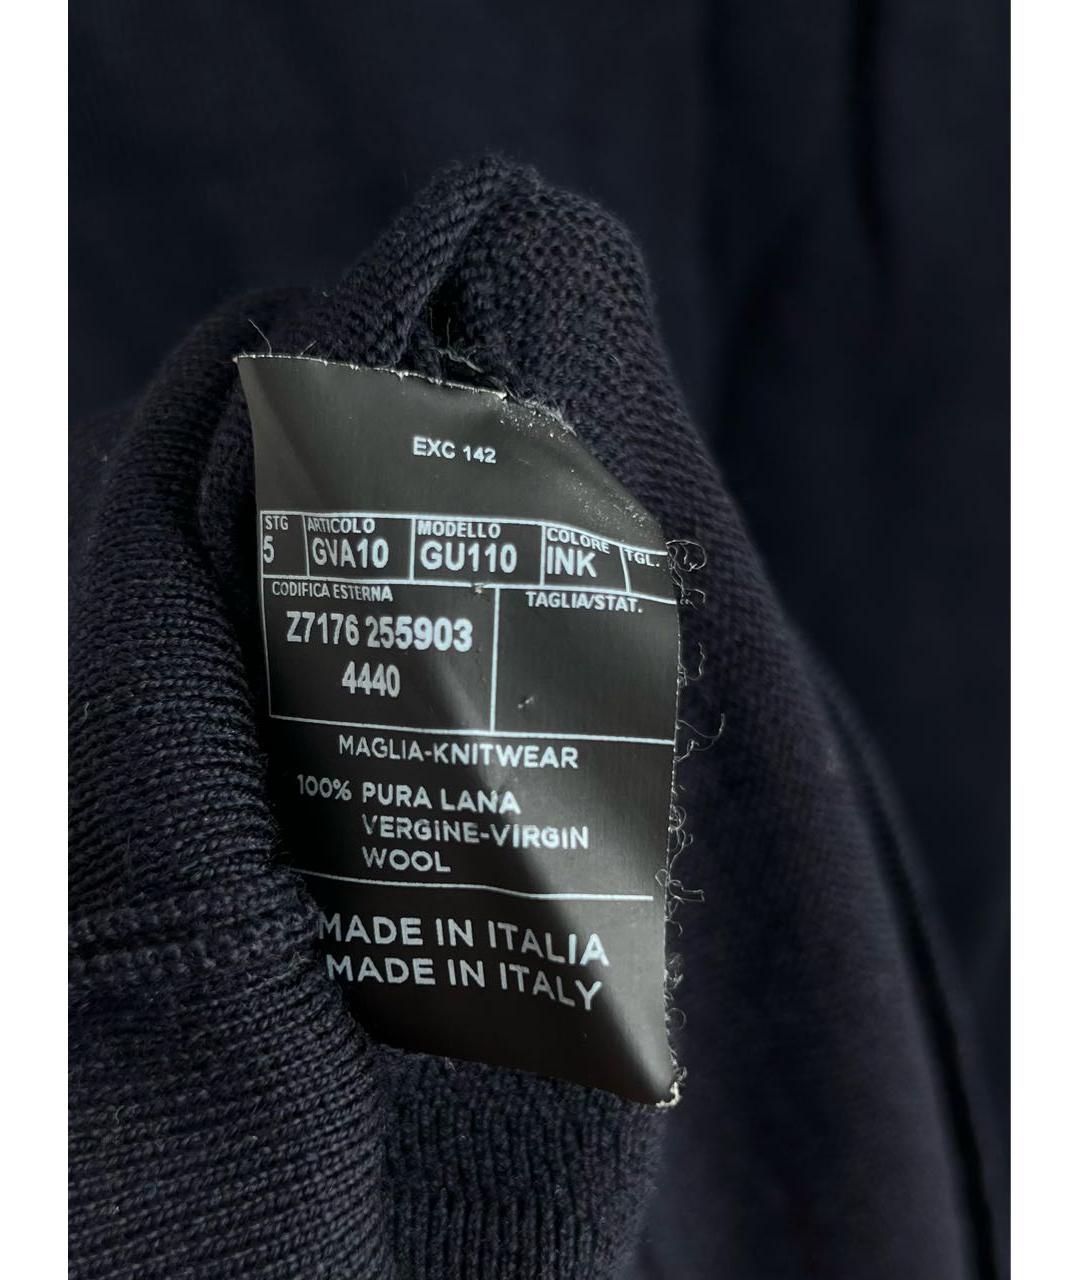 EXC 142
STG ARTICOLO MODELLO COLORE TGL.
5 GVA10 GU110 INK
CODIFICA ESTERNA TAGLIA/STAT.
Z7176 255903
4440
MAGLIA-KNITWEAR
100% PURA LANA
VERGINE-VIRGIN
WOOL
MADE IN ITALIA
MADE IN ITALY